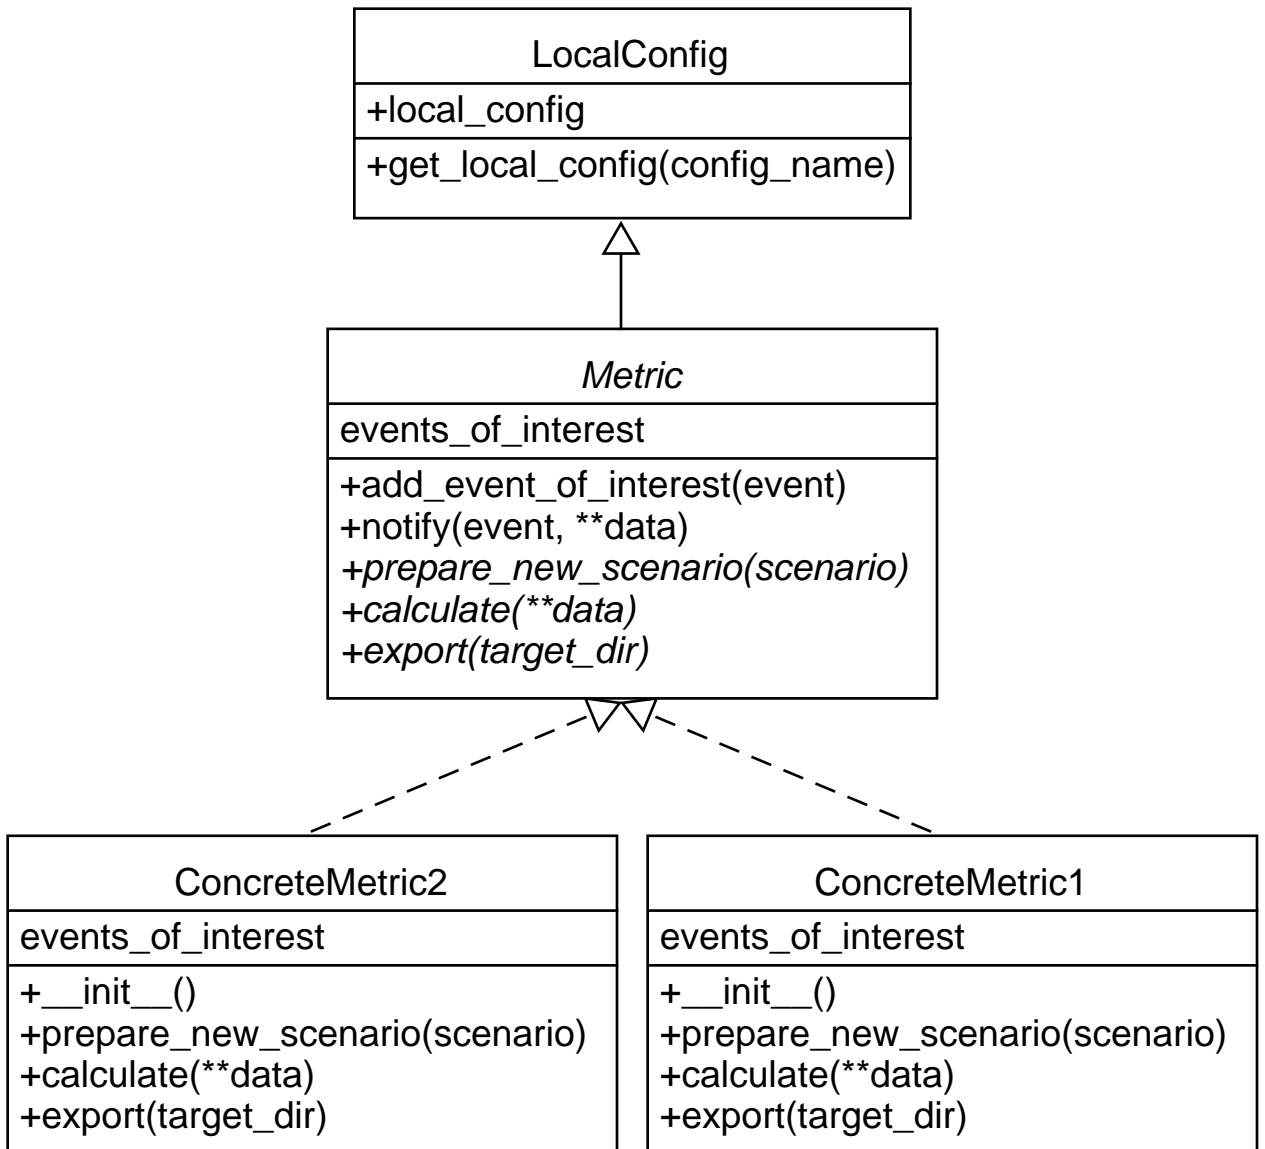 LocalConfig
+local_config
+get_local_config(config_name)
Metric
events_of_interest
+add_event_of_interest(event)
+notify(event, **data)
+prepare_new_scenario(scenario)
+calculate(**data)
+export(target_dir)
ConcreteMetric2
events_of_interest
+__init__()
+prepare_new_scenario(scenario)
+calculate(**data)
+export(target_dir)
ConcreteMetric1
events_of_interest
+__init__()
+prepare_new_scenario(scenario)
+calculate(**data)
+export(target_dir)